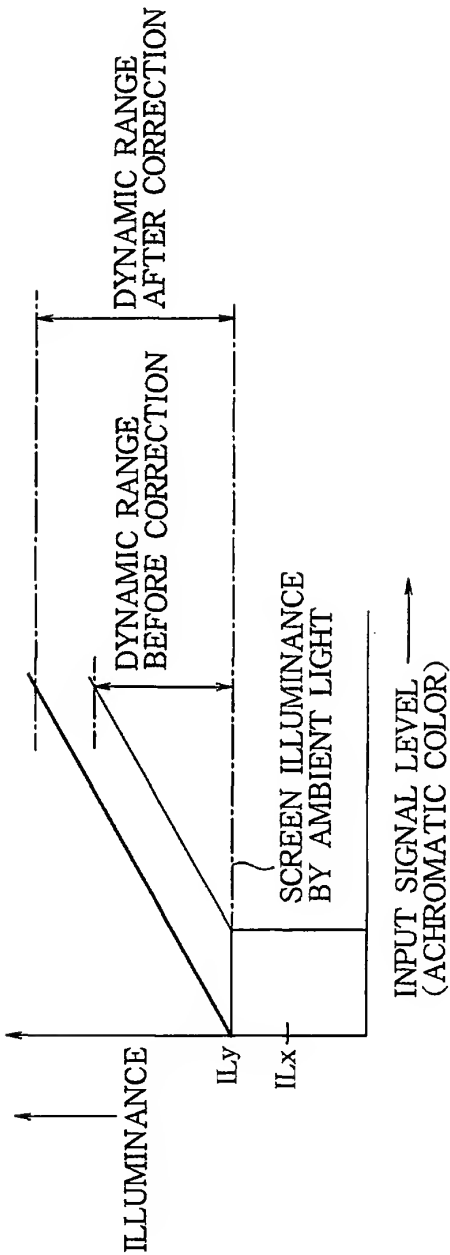 ILLUMINANCE
DYNAMIC RANGE
AFTER CORRECTION
DYNAMIC RANGE
BEFORE CORRECTION
ILy
SCREEN ILLUMINANCE
BY AMBIENT LIGHT
ILx
INPUT SIGNAL LEVEL
(ACHROMATIC COLOR)